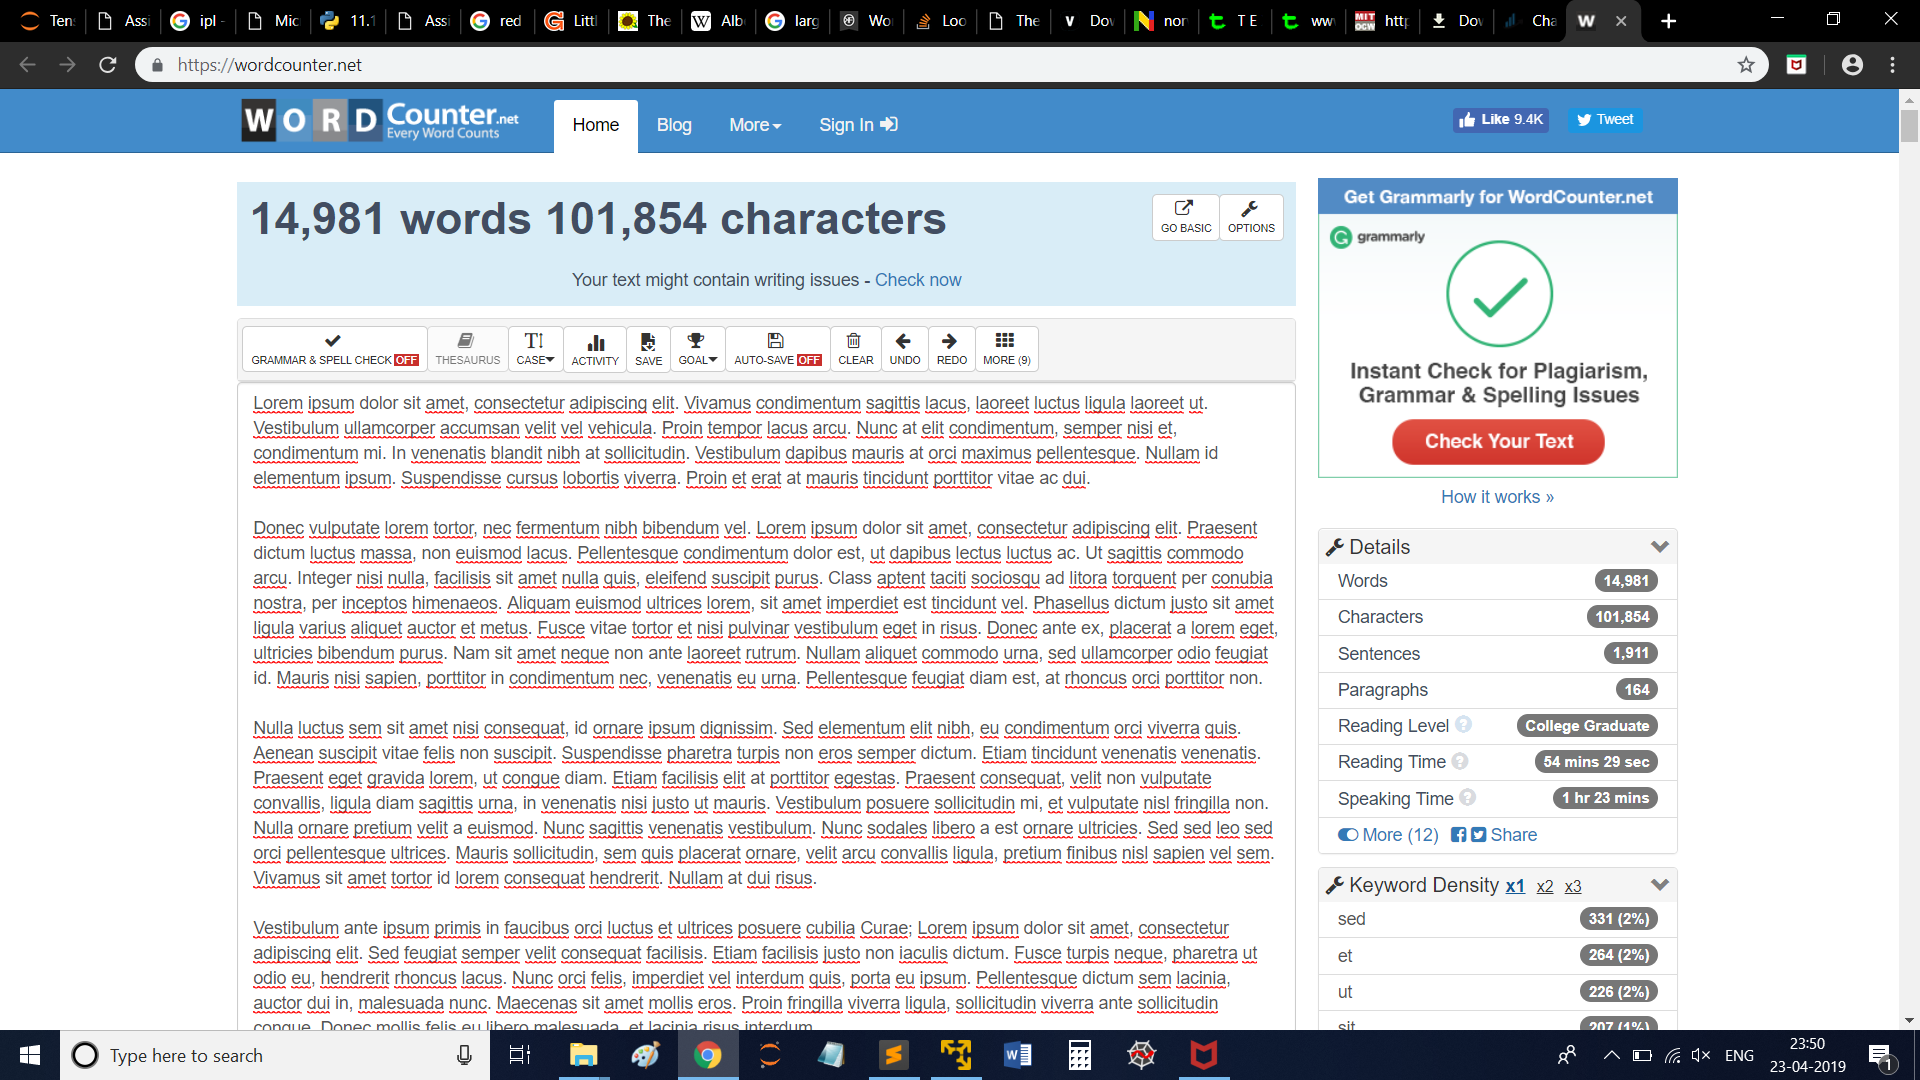 Ten
Assi
ipl -
Mic
11.1
Assi
red
Littl
The
Alb
larg
Wo
Loo
The
Dov
nor
T E
ww
http
Dov
Cha
https://wordcounter.net
WORD Counter.net
Every Word Counts
Home Blog More Sign In
Like 9.4K Tweet
14,981 words 101,854 characters
GO BASIC OPTIONS
Your text might contain writing issues - Check now
GRAMMAR & SPELL CHECK OFF THESAURUS CASE ACTIVITY SAVE GOAL AUTO-SAVE OFF CLEAR UNDO REDO MORE (9)
Lorem ipsum dolor sit amet, consectetur adipiscing elit. Vivamus condimentum sagittis lacus, laoreet luctus ligula laoreet ut.
Vestibulum ullamcorper accumsan velit vel vehicula. Proin tempor lacus arcu. Nunc at elit condimentum, semper nisi et,
condimentum mi. In venenatis blandit nibh at sollicitudin. Vestibulum dapibus mauris at orci maximus pellentesque. Nullam id
elementum ipsum. Suspendisse cursus lobortis viverra. Proin et erat at mauris tincidunt porttitor vitae ac dui.
Donec vulputate lorem tortor, nec fermentum nibh bibendum vel. Lorem ipsum dolor sit amet, consectetur adipiscing elit. Praesent
dictum luctus massa, non euismod lacus. Pellentesque condimentum dolor est, ut dapibus lectus luctus ac. Ut sagittis commodo
arcu. Integer nisi nulla, facilisis sit amet nulla quis, eleifend suscipit purus. Class aptent taciti sociosqu ad litora torquent per conubia
nostra, per inceptos himenaeos. Aliquam euismod ultrices lorem, sit amet imperdiet est tincidunt vel. Phasellus dictum justo sit amet
ligula varius aliquet auctor et metus. Fusce vitae tortor et nisi pulvinar vestibulum eget in risus. Donec ante ex, placerat a lorem eget,
ultricies bibendum purus. Nam sit amet neque non ante laoreet rutrum. Nullam aliquet commodo urna, sed ullamcorper odio feugiat
id. Mauris nisi sapien, porttitor in condimentum nec, venenatis eu urna. Pellentesque feugiat diam est, at rhoncus orci porttitor non.
Nulla luctus sem sit amet nisi consequat, id ornare ipsum dignissim. Sed elementum elit nibh, eu condimentum orci viverra quis.
Aenean suscipit vitae felis non suscipit. Suspendisse pharetra turpis non eros semper dictum. Etiam tincidunt venenatis venenatis.
Praesent eget gravida lorem, ut congue diam. Etiam facilisis elit at porttitor egestas. Praesent consequat, velit non vulputate
convallis, ligula diam sagittis urna, in venenatis nisi justo ut mauris. Vestibulum posuere sollicitudin mi, et vulputate nisl fringilla non.
Nulla ornare pretium velit a euismod. Nunc sagittis venenatis vestibulum. Nunc sodales libero a est ornare ultricies. Sed sed leo sed
orci pellentesque ultrices. Mauris sollicitudin, sem quis placerat ornare, velit arcu convallis ligula, pretium finibus nisl sapien vel sem.
Vivamus sit amet tortor id lorem consequat hendrerit. Nullam at dui risus.
Vestibulum ante ipsum primis in faucibus orci luctus et ultrices posuere cubilia Curae; Lorem ipsum dolor sit amet, consectetur
adipiscing elit. Sed feugiat semper velit consequat facilisis. Etiam facilisis justo non iaculis dictum. Fusce turpis neque, pharetra ut
odio eu, hendrerit rhoncus lacus. Nunc orci felis, imperdiet vel interdum quis, porta eu ipsum. Pellentesque dictum sem lacinia,
auctor dui in, malesuada nunc. Maecenas sit amet mollis eros. Proin fringilla viverra ligula, sollicitudin viverra ante sollicitudin
congue. Donec mollis felis eu libero malesuada, et lacinia risus interdum.
Get Grammarly for WordCounter.net
grammarly
Instant Check for Plagiarism,
Grammar & Spelling Issues
Check Your Text
How it works »
Details
Words 14,981
Characters 101,854
Sentences 1,911
Paragraphs 164
Reading Level College Graduate
Reading Time 54 mins 29 sec
Speaking Time 1 hr 23 mins
More (12) Share
Keyword Density x1 x2 x3
sed 331 (2%)
et 264 (2%)
ut 226 (2%)
sit 207 (1%)
Type here to search
ENG
23:50
23-04-2019
1